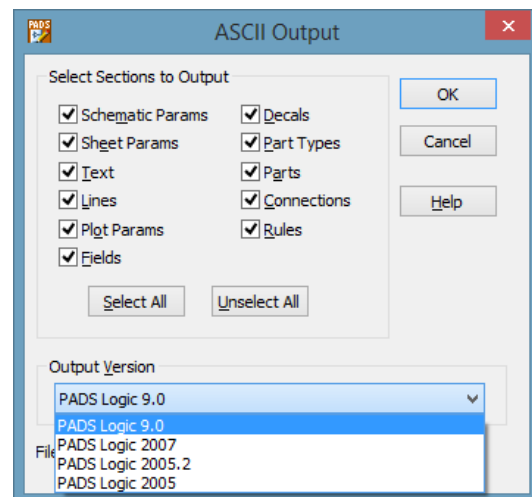 PADS
ASCII Output
Select Sections to Output
Schematic Params
Decals
Sheet Params
Part Types
Text
Parts
Lines
Connections
Plot Params
Rules
Fields
Select All
Unselect All
OK
Cancel
Help
Output Version
PADS Logic 9.0
PADS Logic 9.0
PADS Logic 2007
PADS Logic 2005.2
PADS Logic 2005
File